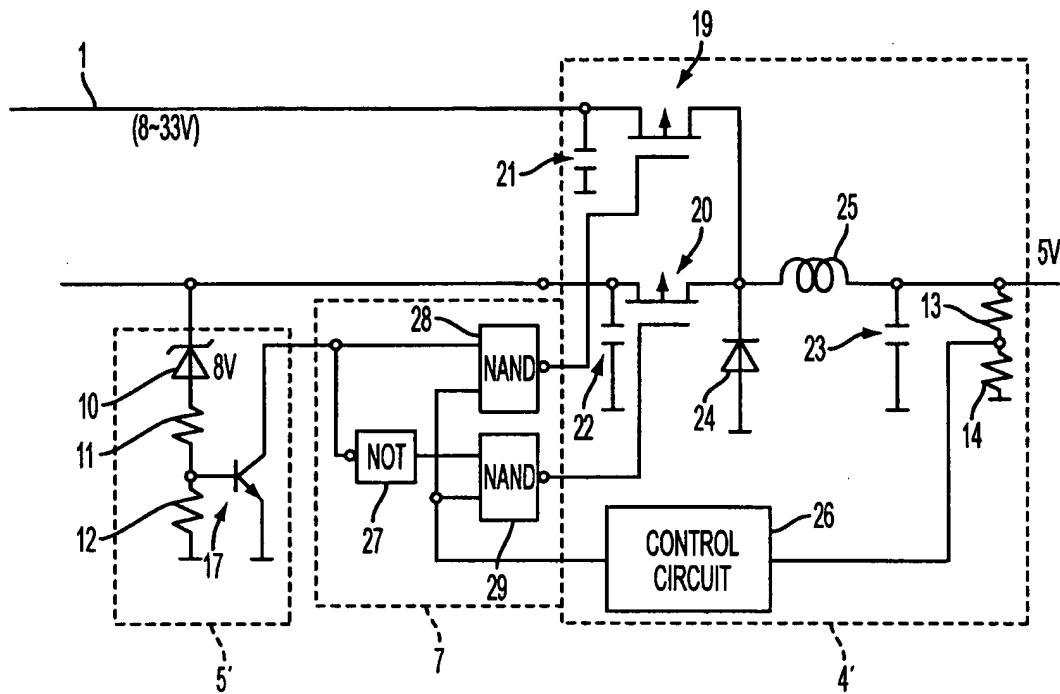 19
1
(8~33V)
21
20
25
5V
28
NAND
13
8V
10
22
24
23
14
11
NOT
NAND
26
12
17
27
29
CONTROL
CIRCUIT
5′
7
4′